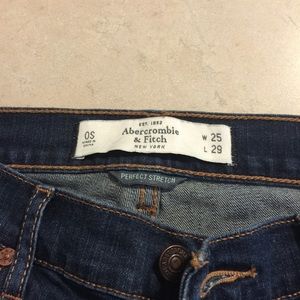 EST. 1892
Abercrombie
& Fitch
NEW YORK
0S
W 25
L 29
PERFECT STRETCH